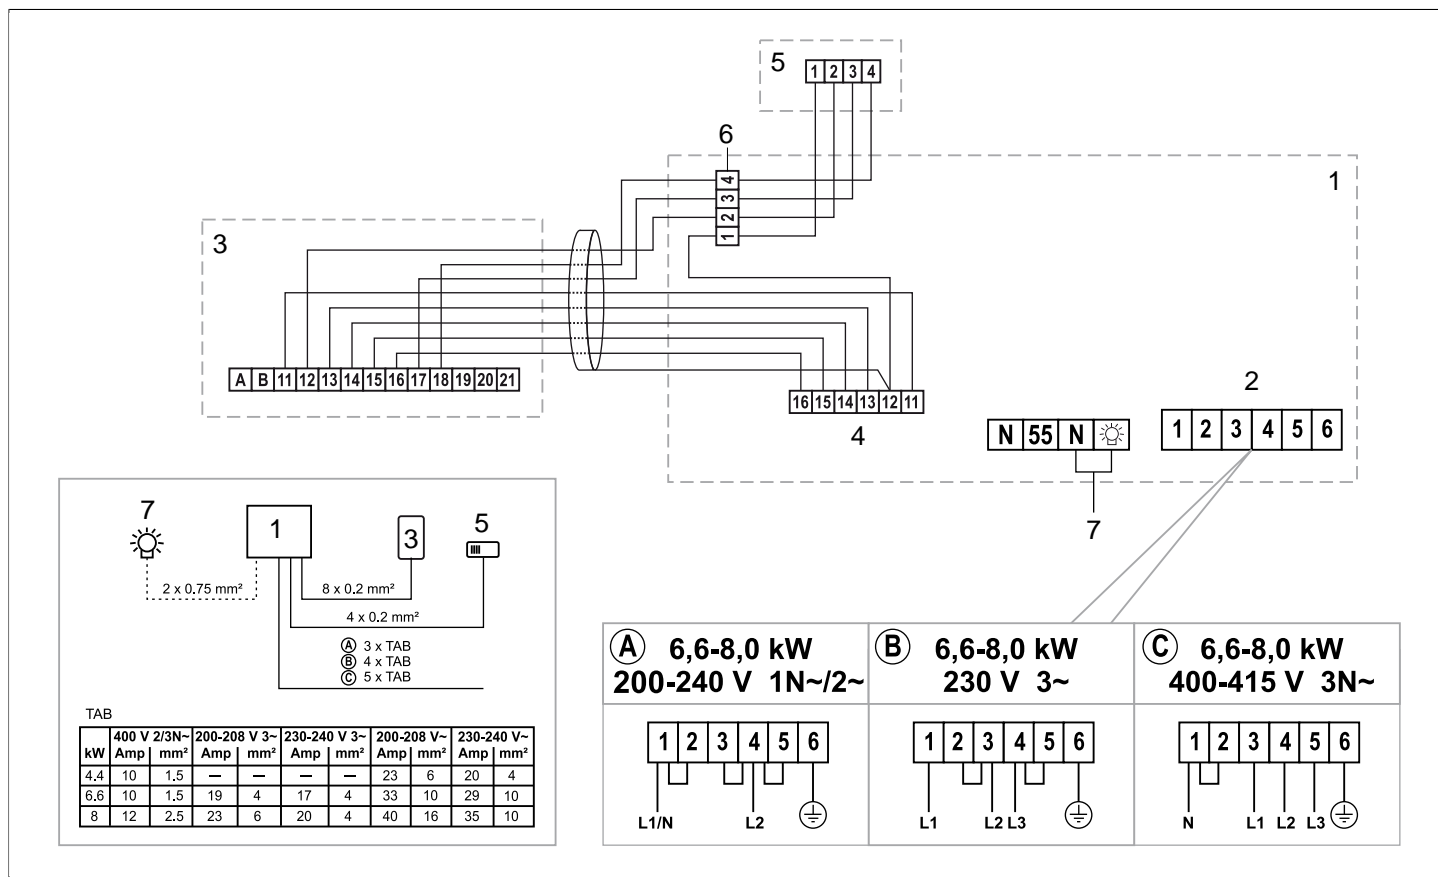 5
1 2 3 4
6
4
3
2
1
1
3
A B 11 12 13 14 15 16 17 18 19 20 21
16 15 14 13 12 11
4
N 55 N
7
2
1 2 3 4 5 6
7
1
3
5
2 x 0.75 mm²
8 x 0.2 mm²
4 x 0.2 mm²
A 3 x TAB
B 4 x TAB
C 5 x TAB
TAB
400 V 2/3N~ 200-208 V 3~ 230-240 V 3~ 200-208 V~ 230-240 V~
kW Amp mm² Amp mm² Amp mm² Amp mm² Amp mm²
4.4 10 1.5 — — — — 23 6 20 4
6.6 10 1.5 19 4 17 4 33 10 29 10
8 12 2.5 23 6 20 4 40 16 35 10
A 6,6-8,0 kW
200-240 V 1N~/2~
1 2 3 4 5 6
L1/N L2
B 6,6-8,0 kW
230 V 3~
1 2 3 4 5 6
L1 L2 L3
C 6,6-8,0 kW
400-415 V 3N~
1 2 3 4 5 6
N L1 L2 L3